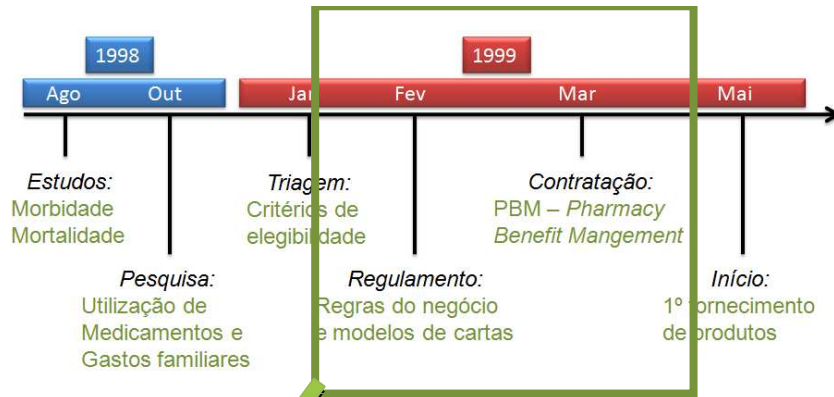 1998
1999
Ago Out Jan Fev Mar Mai
Estudos:
Morbidade
Mortalidade
Triagem:
Critérios de
elegibilidade
Contratação:
PBM – Pharmacy
Benefit Mangement
Pesquisa:
Utilização de
Medicamentos e
Gastos familiares
Regulamento:
Regras do negócio
e modelos de cartas
Início:
1º fornecimento
de produtos